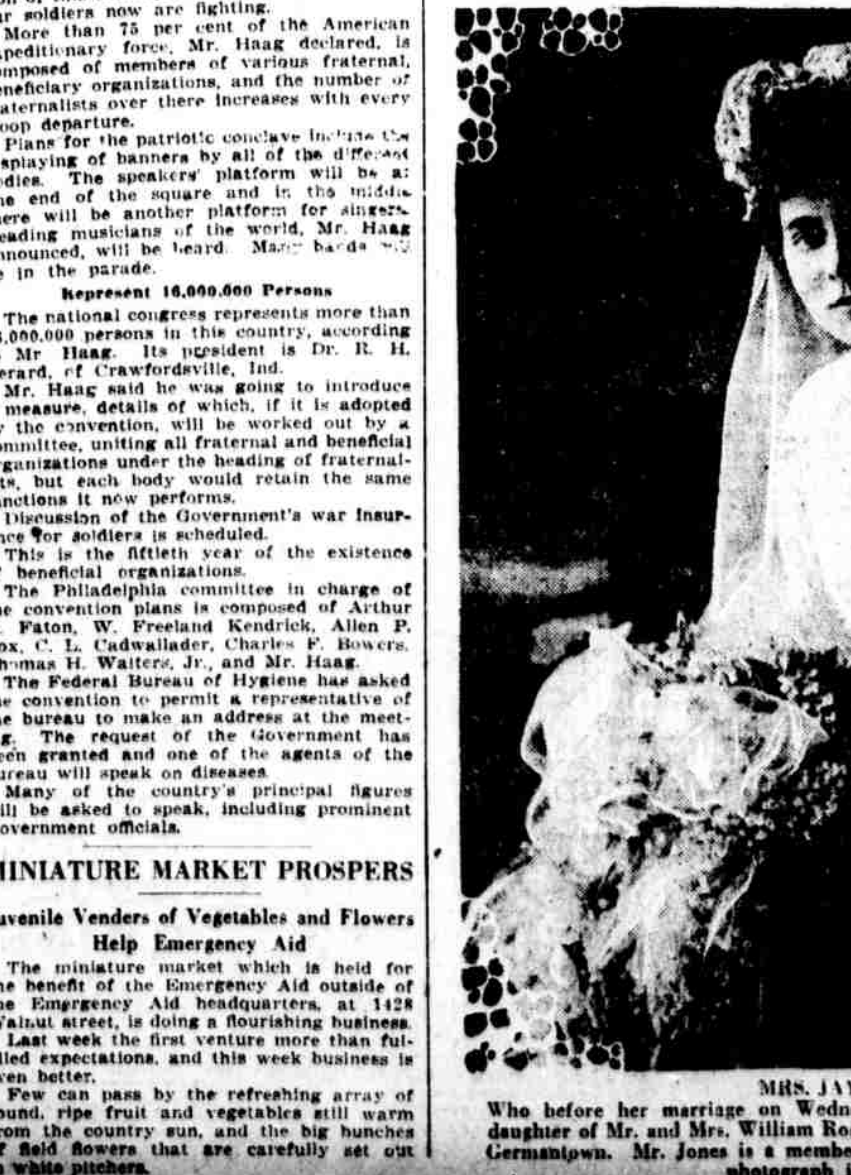 ur soldiers now are fighting.
More than 75 per cent of the American
peditionary force, Mr. Haag declared, is
mposed of members of various fraternal,
eneficiary organizations, and the number of
aternalists over there increases with every
oop departure.
Plans for the patriotic conclave include the
splaying of banners by all of the different
dies. The speakers' platform will be at
ne end of the square and in the middle
here will be another platform for singers.
eading musicians of the world, Mr. Haag
nnounced, will be heard. Many bands will
e in the parade.
Represent 16,000,000 Persons
The national congress represents more than
6,000,000 persons in this country, according
Mr Haag. Its president is Dr. R. H.
erard, of Crawfordsville, Ind.
Mr. Haag said he was going to introduce
measure, details of which, if it is adopted
y the convention, will be worked out by a
ommittee, uniting all fraternal and beneficial
rganizations under the heading of fraternal-
ts, but each body would retain the same
unctions it now performs.
Discussion of the Government's war insur-
nce for soldiers is scheduled.
This is the fiftieth year of the existence
f beneficial organizations.
The Philadelphia committee in charge of
he convention plans is composed of Arthur
Eaton, W. Freeland Kendrick, Allen P.
ox, C. L. Cadwallader, Charles F. Bowers,
homas H. Walters, Jr., and Mr. Haag.
The Federal Bureau of Hygiene has asked
he convention to permit a representative of
he bureau to make an address at the meet-
ng. The request of the Government has
een granted and one of the agents of the
ureau will speak on diseases.
Many of the country's principal figures
ill be asked to speak, including prominent
overnment officials.
MINIATURE MARKET PROSPERS
uvenile Venders of Vegetables and Flowers
Help Emergency Aid
The miniature market which is held for
he benefit of the Emergency Aid outside of
he Emergency Aid headquarters, at 1428
Walnut street, is doing a flourishing business.
Last week the first venture more than ful-
lled expectations, and this week business is
ven better.
Few can pass by the refreshing array of
ound, ripe fruit and vegetables still warm
rom the country sun, and the big bunches
f field flowers that are carefully set out
n white pitchers.
MRS. JAY
Who before her marriage on Wedn
daughter of Mr. and Mrs. William Ro
Germantown. Mr. Jones is a membe
photograph